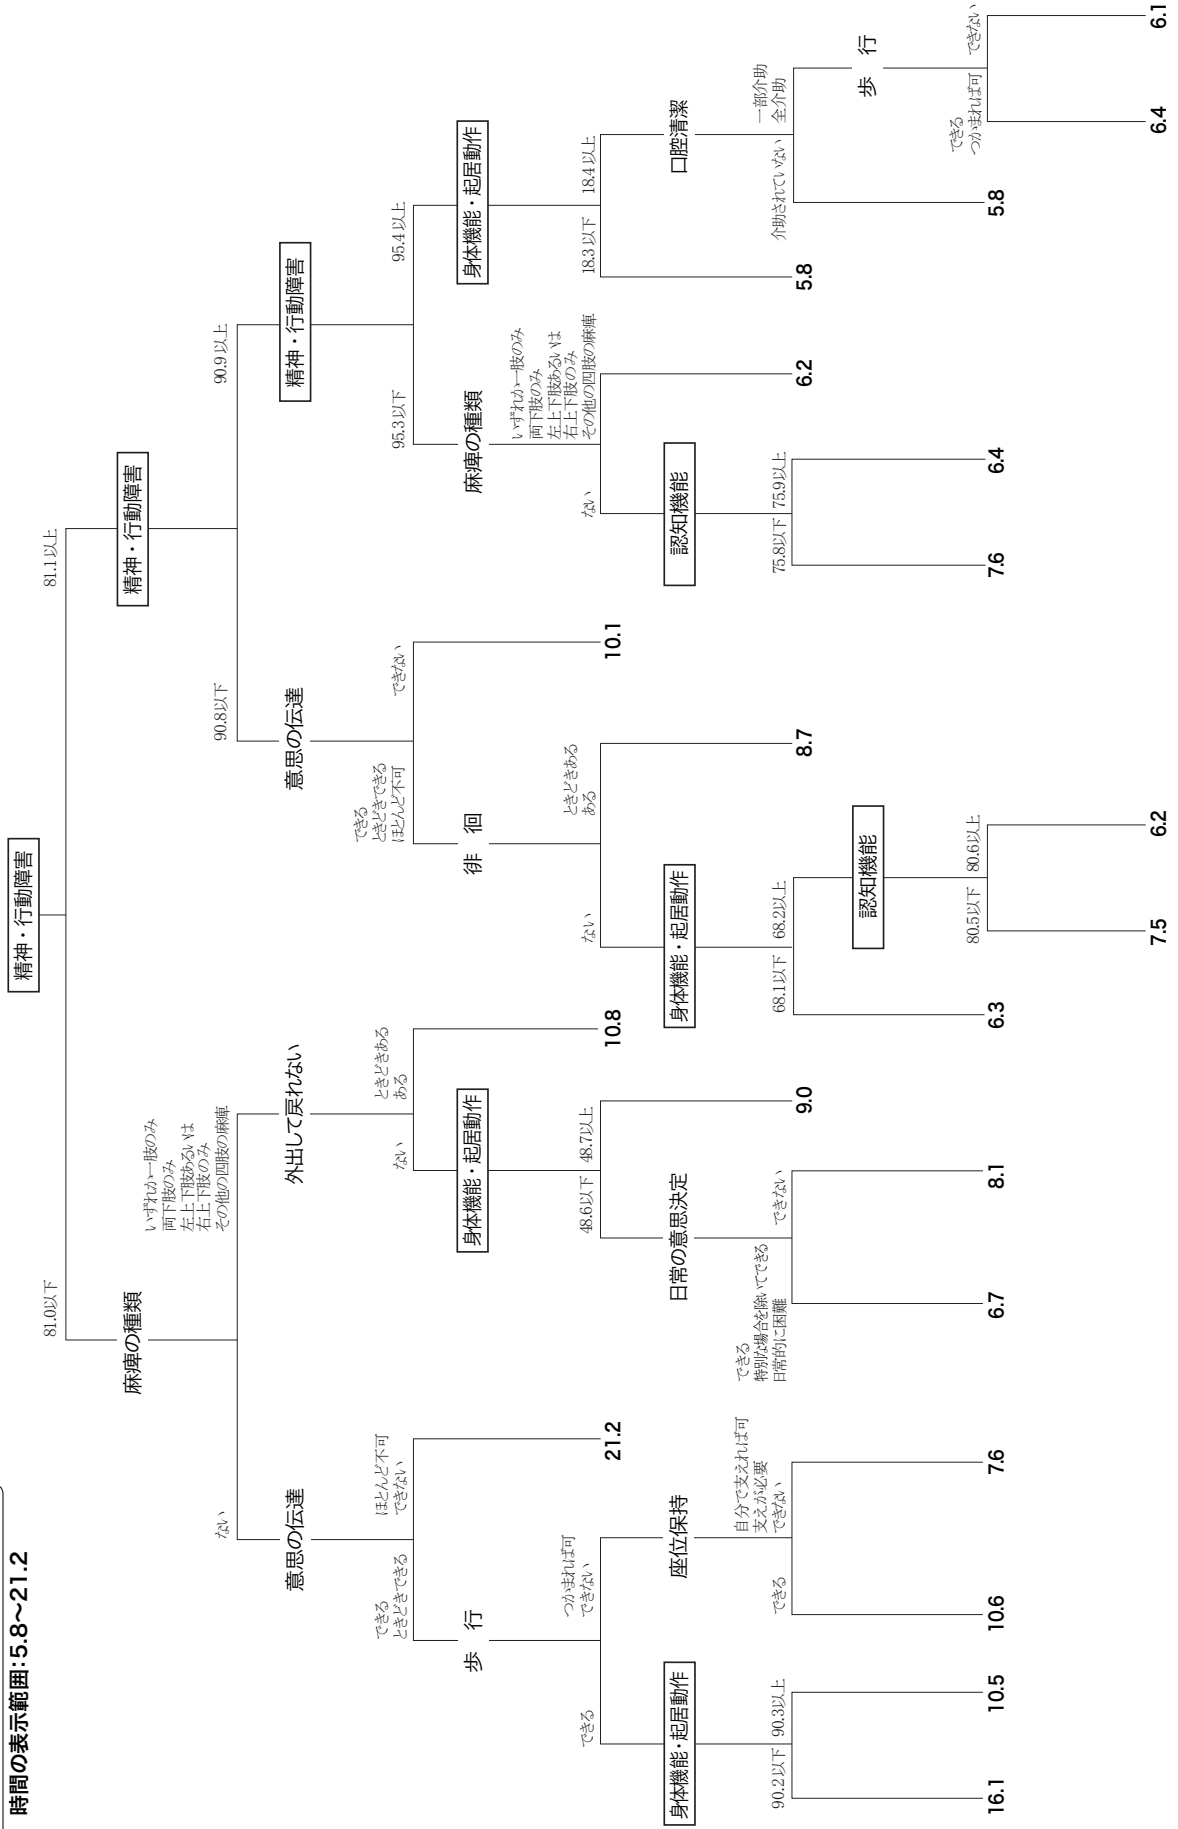 時間の表示範囲:5.8〜21.2
精神・行動障害
81.0以下
81.1以上
麻痺の種類
ない
いずれか一肢のみ
両下肢のみ
左上下肢あるいは
右上下肢のみ
その他の四肢の麻痺
精神・行動障害
90.8以下
90.9以上
意思の伝達
できる
ときどきできる
ほとんど不可
できない
外出して戻れない
ない
ときどきある
ある
10.8
意思の伝達
できる
ときどきできる
ほとんど不可
できない
10.1
精神・行動障害
95.3以下
95.4以上
歩　行
できる
つかまれば可
できない
21.2
身体機能・起居動作
48.6以下
48.7以上
9.0
徘　徊
ない
ときどきある
ある
8.7
麻痺の種類
ない
いずれか一肢のみ
両下肢のみ
左上下肢あるいは
右上下肢のみ
その他の四肢の麻痺
6.2
身体機能・起居動作
18.3以下
18.4以上
5.8
身体機能・起居動作
90.2以下
90.3以上
16.1
10.5
座位保持
できる
自分で支えれば可
支えが必要
できない
10.6
7.6
日常の意思決定
できる
特別な場合を除いてできる
日常的に困難
できない
6.7
8.1
身体機能・起居動作
68.1以下
68.2以上
6.3
認知機能
80.5以下
80.6以上
7.5
6.2
認知機能
75.8以下
75.9以上
7.6
6.4
口腔清潔
介助されていない
一部介助
全介助
5.8
歩　行
できる
つかまれば可
できない
6.4
6.1